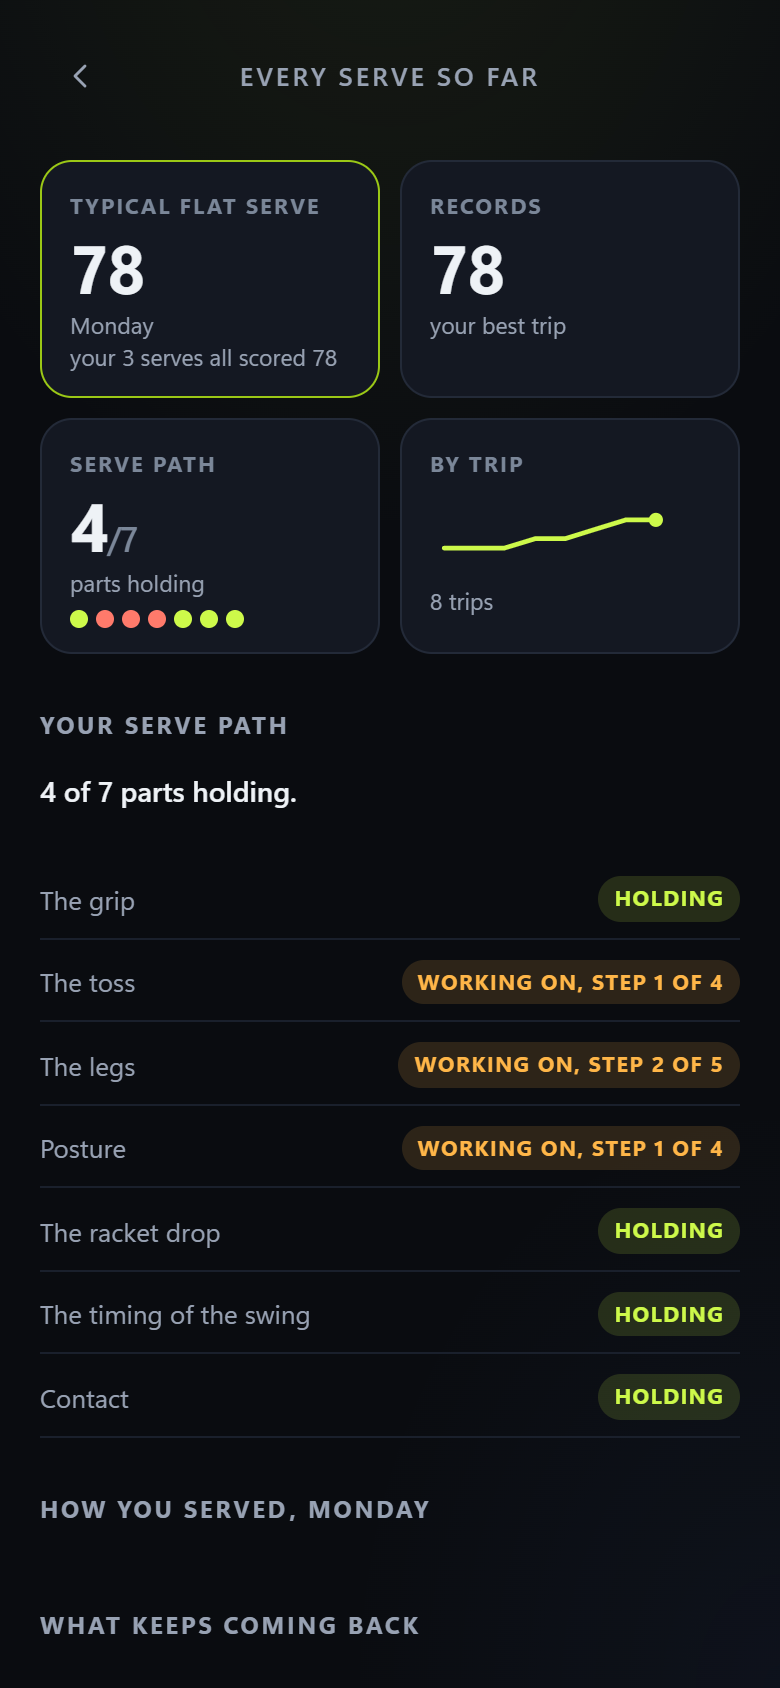 EVERY SERVE SO FAR
TYPICAL FLAT SERVE
78
Monday
your 3 serves all scored 78
RECORDS
78
your best trip
SERVE PATH
4/7
parts holding
BY TRIP
8 trips
YOUR SERVE PATH
4 of 7 parts holding.
The grip HOLDING
The toss WORKING ON, STEP 1 OF 4
The legs WORKING ON, STEP 2 OF 5
Posture WORKING ON, STEP 1 OF 4
The racket drop HOLDING
The timing of the swing HOLDING
Contact HOLDING
HOW YOU SERVED, MONDAY
WHAT KEEPS COMING BACK